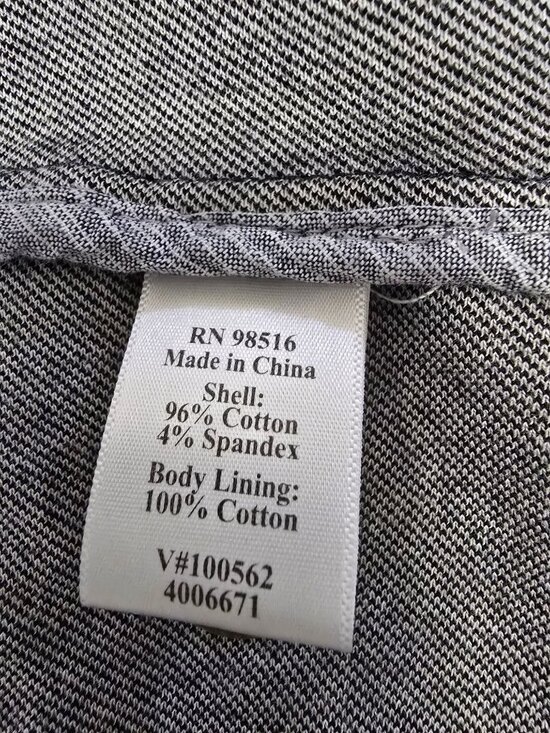 RN 98516
Made in China
Shell:
96% Cotton
4% Spandex
Body Lining:
100% Cotton
V#100562
4006671